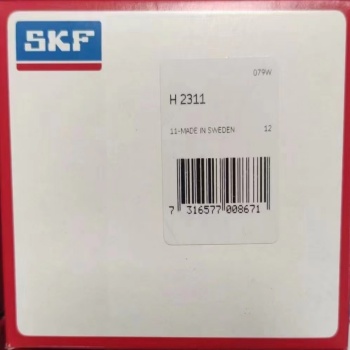 SKF
079W
H 2311
11-MADE IN SWEDEN 12
7 316577 008671